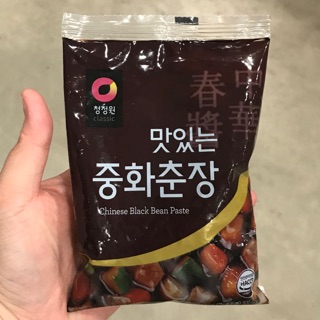 中華
春醬
청정원
classic
맛있는
중화춘장
Chinese Black Bean Paste
HACCP